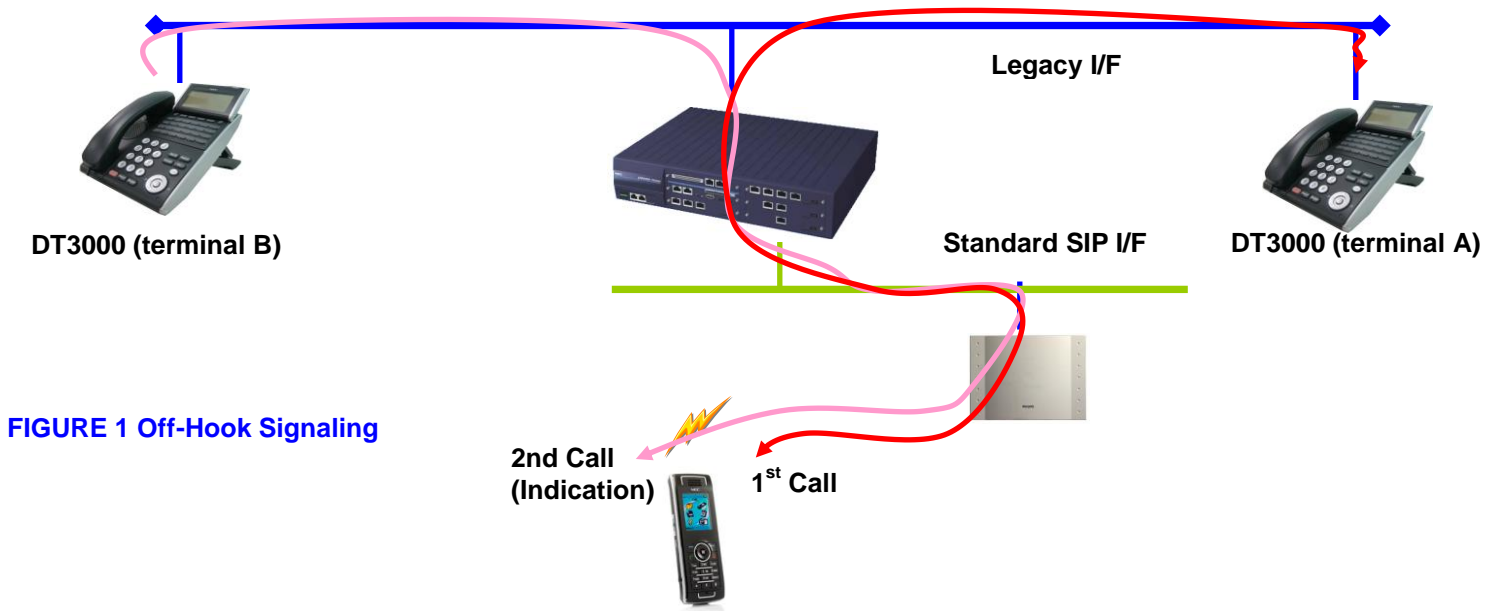 Legacy I/F
DT3000 (terminal B)
Standard SIP I/F
DT3000 (terminal A)
FIGURE 1 Off-Hook Signaling
2nd Call
(Indication)
1st Call